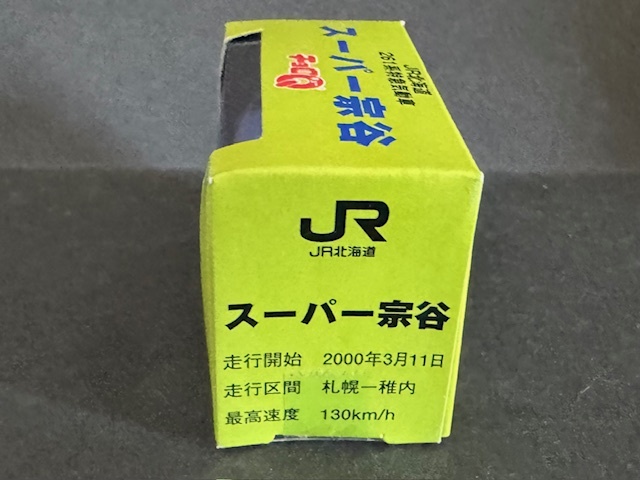 JR北海道
261系特急気動車
スーパー宗谷
チョロQ
JR
JR北海道
スーパー宗谷
走行開始 2000年3月11日
走行区間 札幌ー稚内
最高速度 130km/h